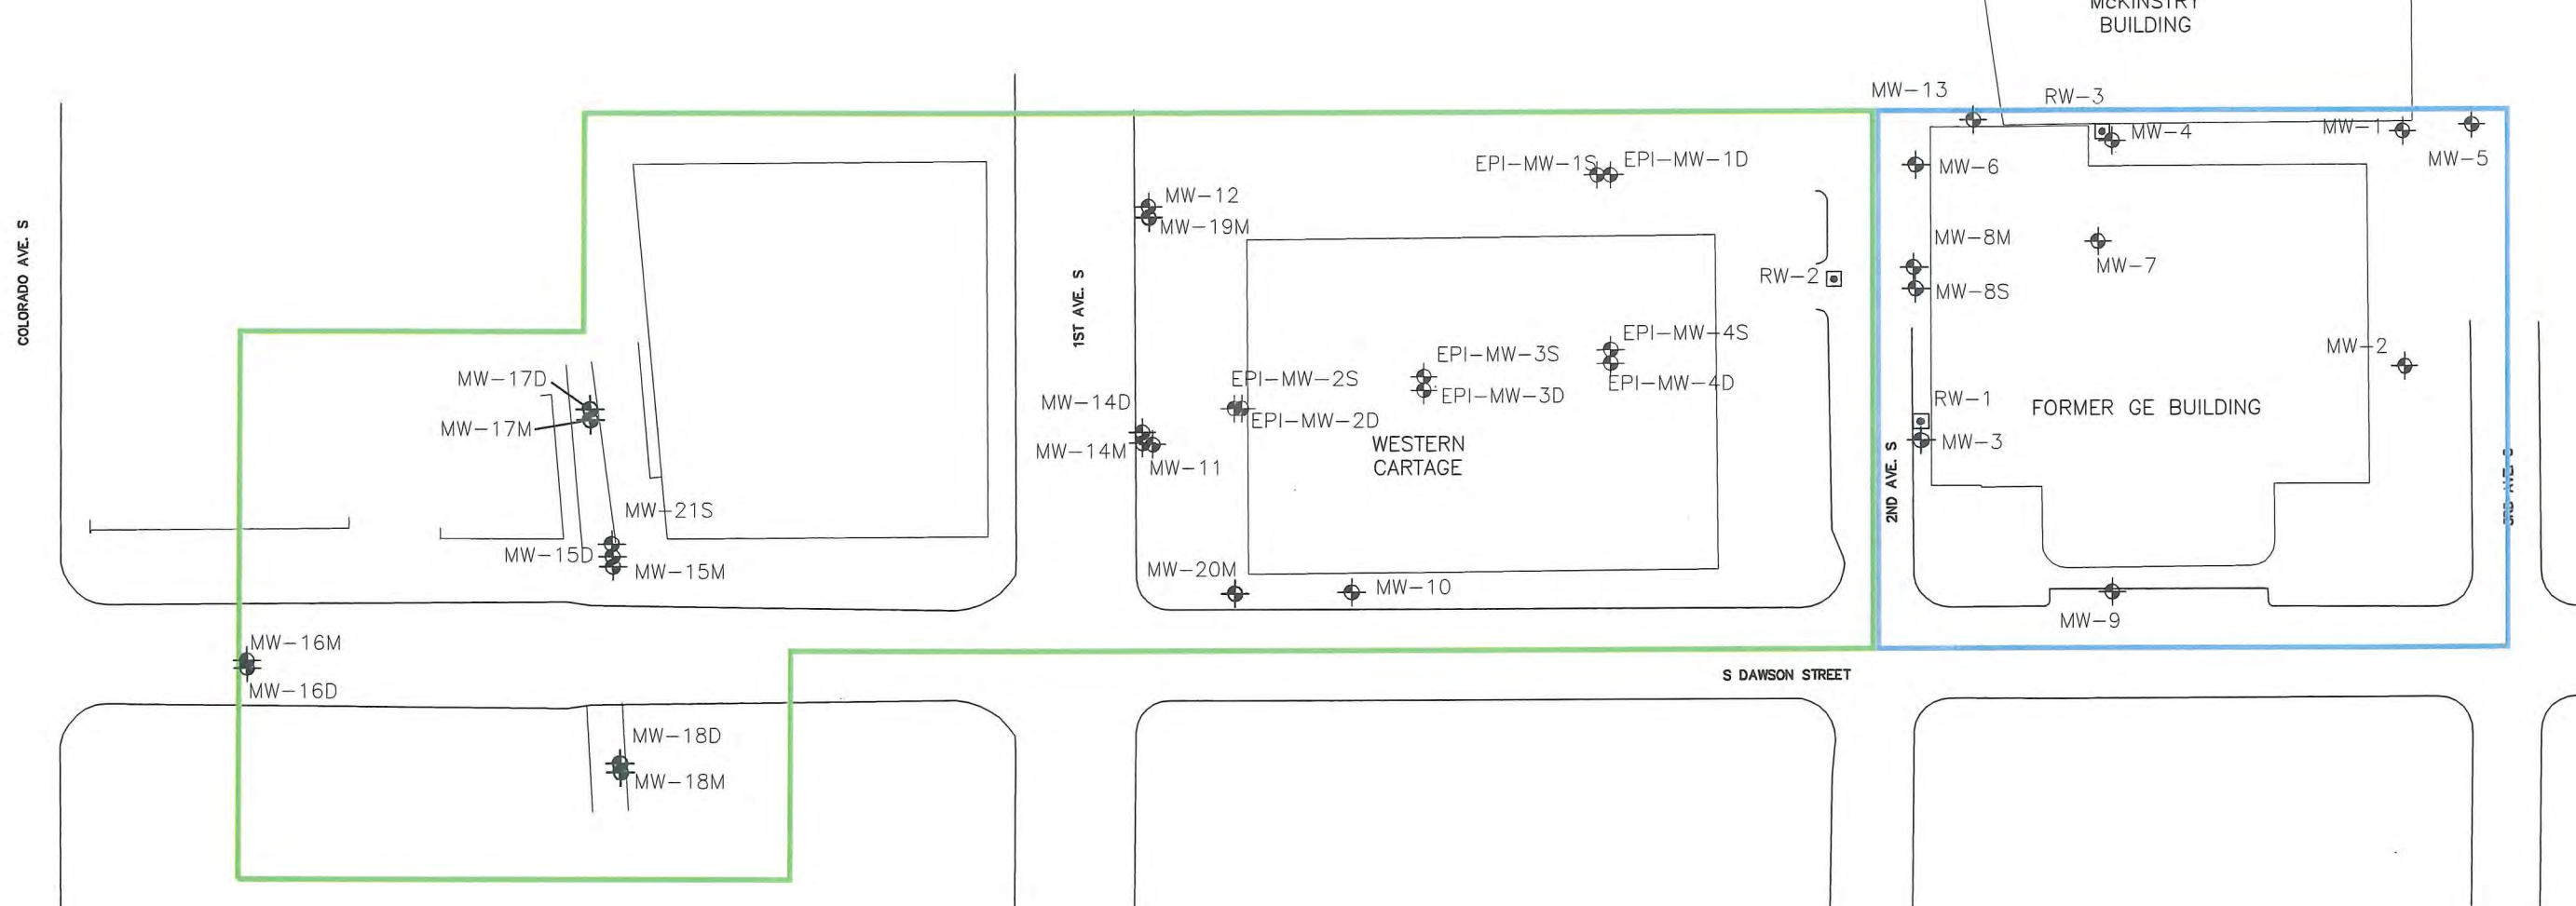 McKINSTRY
BUILDING
MW-13
RW-3
MW-4
MW-1
MW-5
MW-6
EPI-MW-1S
EPI-MW-1D
MW-12
MW-19M
MW-8M
MW-7
RW-2
MW-8S
COLORADO AVE. S
1ST AVE. S
EPI-MW-4S
EPI-MW-3S
MW-2
MW-17D
EPI-MW-2S
EPI-MW-4D
EPI-MW-3D
MW-14D
RW-1
FORMER GE BUILDING
EPI-MW-2D
MW-17M
MW-14M
MW-11
WESTERN
CARTAGE
MW-3
2ND AVE. S
MW-21S
MW-15D
MW-15M
MW-20M
MW-10
MW-9
MW-16M
MW-16D
S DAWSON STREET
MW-18D
MW-18M